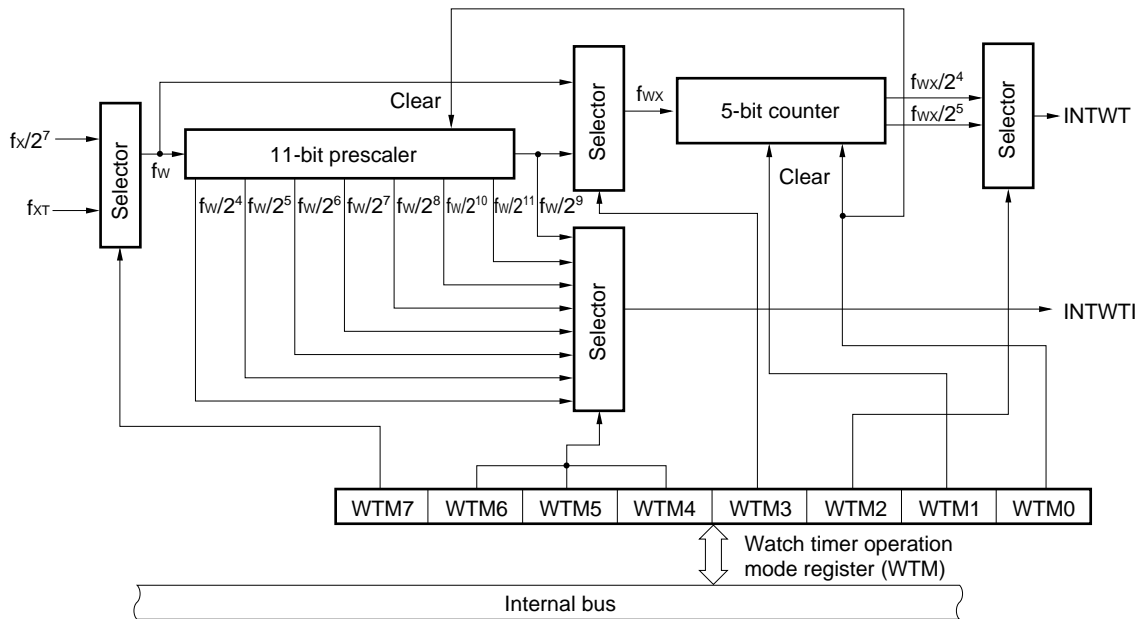 Clear
fX/2^7
fXT
Selector
fW
11-bit prescaler
Selector
fWX
5-bit counter
fWX/2^4
fWX/2^5
Selector
INTWT
Clear
fW/2^4 fW/2^5 fW/2^6 fW/2^7 fW/2^8 fW/2^10 fW/2^11 fW/2^9
Selector
INTWTI
WTM7 WTM6 WTM5 WTM4 WTM3 WTM2 WTM1 WTM0
Watch timer operation
mode register (WTM)
Internal bus